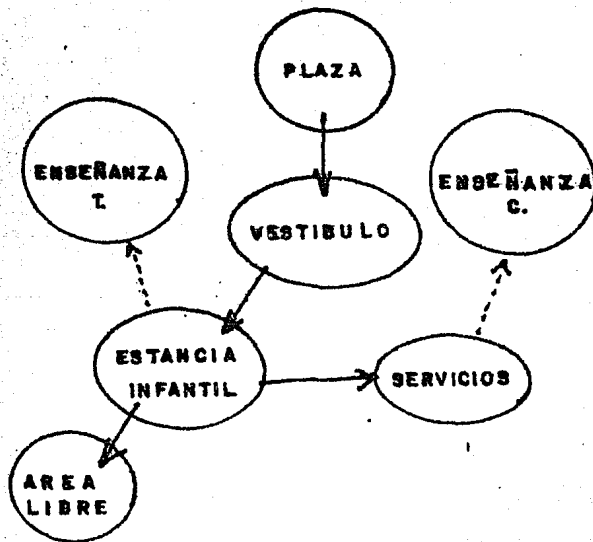 PLAZA
ENSEÑANZA
T.
ENSEÑANZA
C.
VESTIBULO
ESTANCIA
INFANTIL
SERVICIOS
AREA
LIBRE